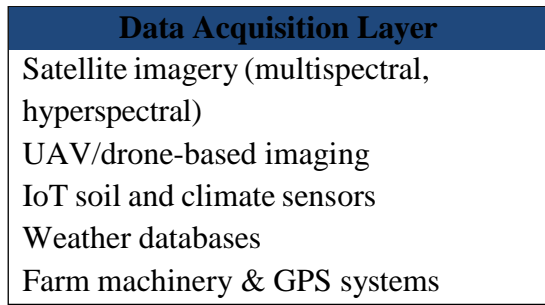 Data Acquisition Layer
Satellite imagery (multispectral,
hyperspectral)
UAV/drone-based imaging
IoT soil and climate sensors
Weather databases
Farm machinery & GPS systems